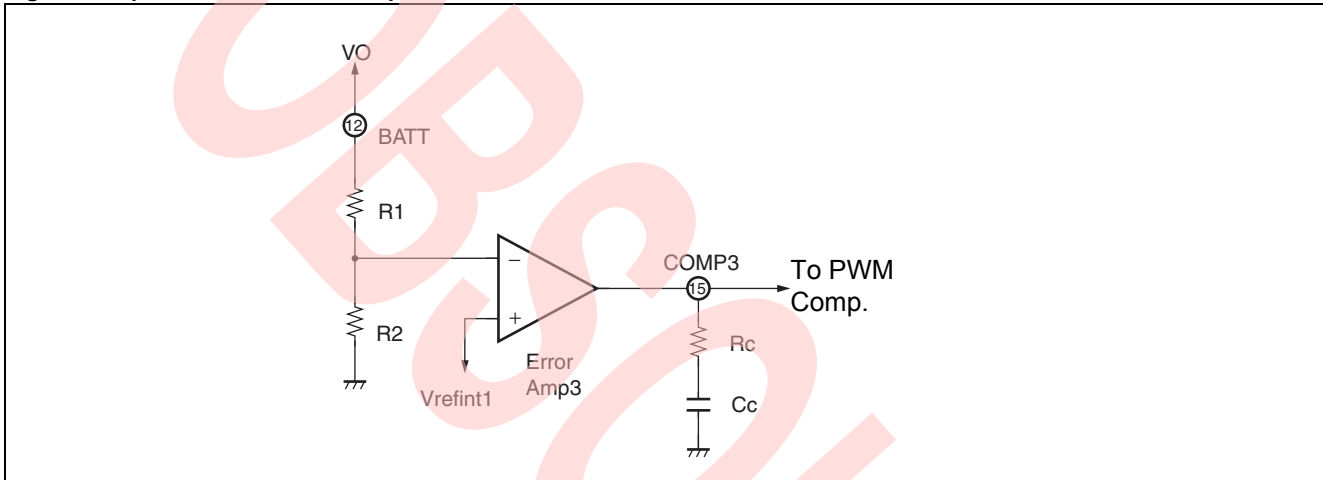 VO
12
BATT
R1
R2
−
+
Vrefint1
Error
Amp3
COMP3
15
To PWM
Comp.
Rc
Cc